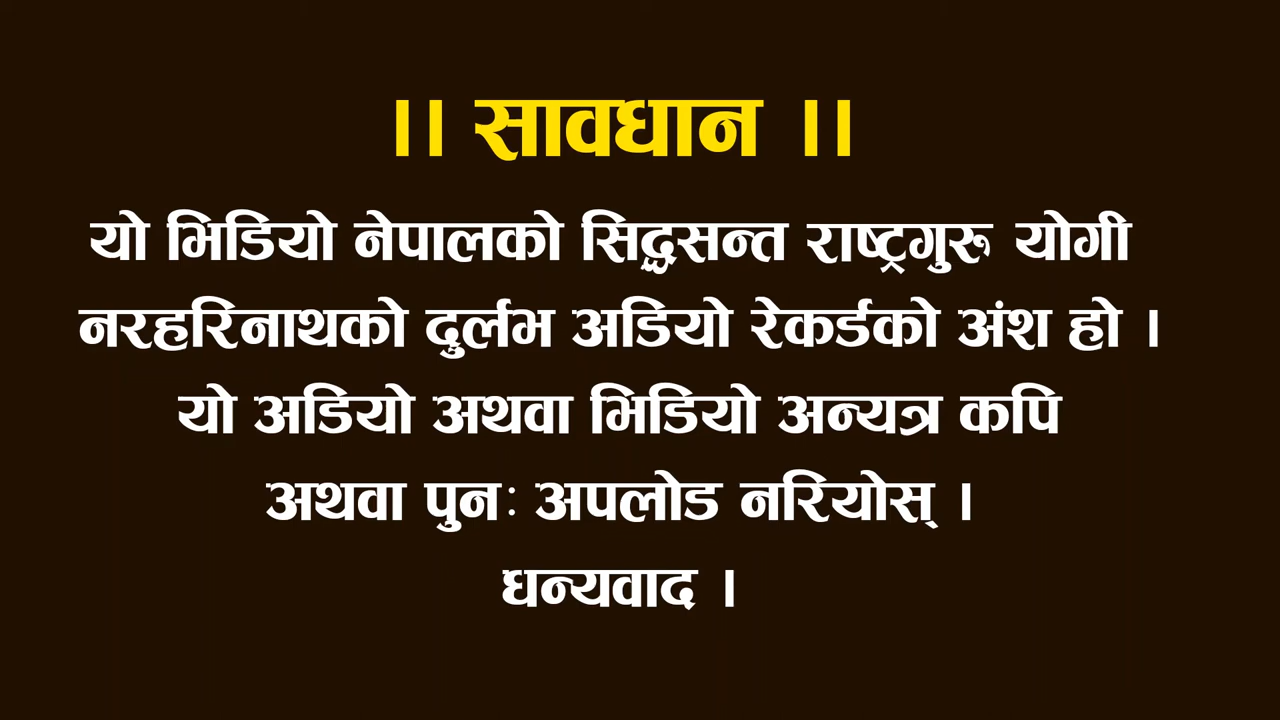 ।। सावधान ।।
यो भिडियो नेपालको सिद्धसन्त राष्ट्रगुरु योगी
नरहरिनाथको दुर्लभ अडियो रेकर्डको अंश हो ।
यो अडियो अथवा भिडियो अन्यत्र कपि
अथवा पुनः अपलोड नरियोस् ।
धन्यवाद ।